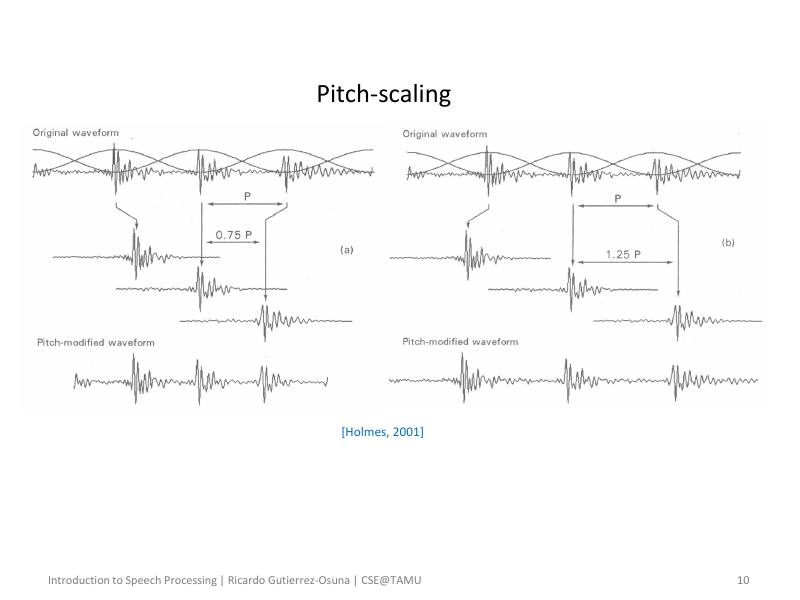 Pitch-scaling
Original waveform
P
0.75 P
(a)
Pitch-modified waveform
Original waveform
P
1.25 P
(b)
Pitch-modified waveform
[Holmes, 2001]
Introduction to Speech Processing | Ricardo Gutierrez-Osuna | CSE@TAMU
10